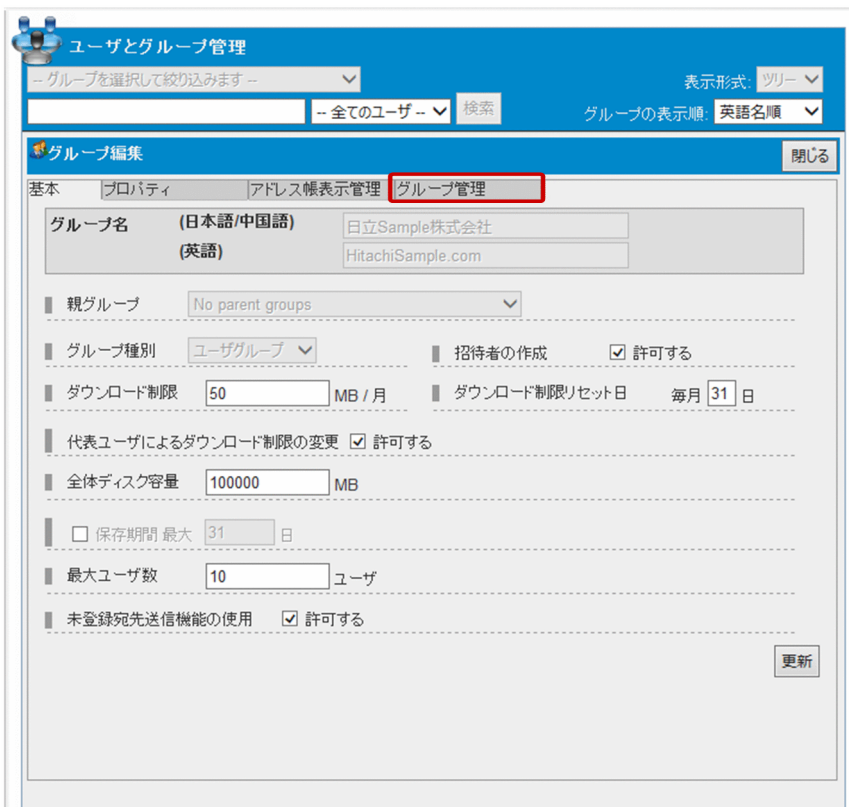 ユーザとグループ管理
-- グループを選択して絞り込みます --
表示形式: ツリー
-- 全てのユーザ -- 検索 グループの表示順: 英語名順
グループ編集 閉じる
基本 プロパティ アドレス帳表示管理 グループ管理
グループ名 (日本語/中国語) 日立Sample株式会社
(英語) HitachiSample.com
親グループ No parent groups
グループ種別 ユーザグループ 招待者の作成 許可する
ダウンロード制限 50 MB / 月 ダウンロード制限リセット日 毎月 31 日
代表ユーザによるダウンロード制限の変更 許可する
全体ディスク容量 100000 MB
保存期間 最大 31 日
最大ユーザ数 10 ユーザ
未登録宛先送信機能の使用 許可する
更新